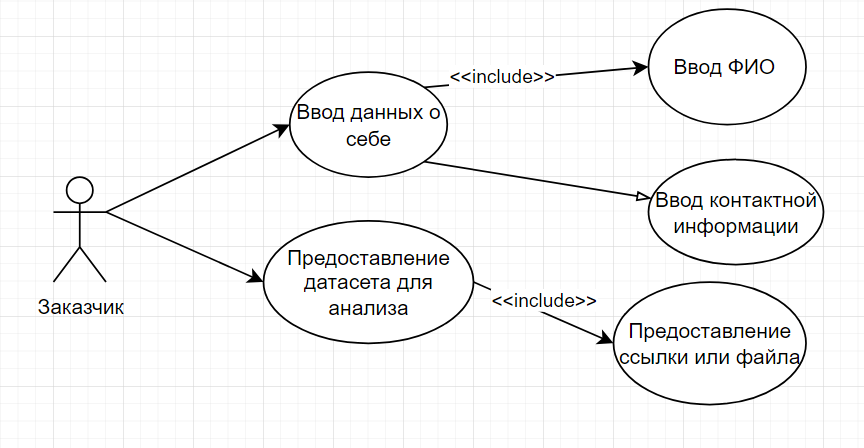 <<include>>
Ввод ФИО
Ввод данных о
себе
Ввод контактной
информации
Заказчик
Предоставление
датасета для
анализа
<<include>>
Предоставление
ссылки или файла